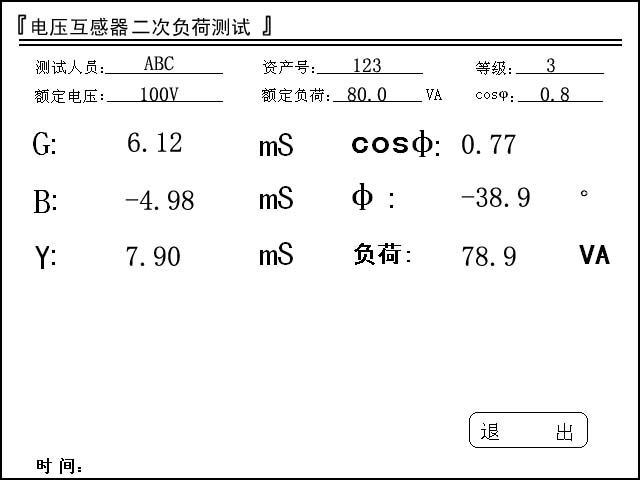 『电压互感器二次负荷测试 』
测试人员: ABC 资产号: 123 等级: 3
额定电压: 100V 额定负荷: 80.0 VA cosφ: 0.8
G: 6.12 mS cosφ: 0.77
B: -4.98 mS φ : -38.9 °
Y: 7.90 mS 负荷: 78.9 VA
退 出
时 间: